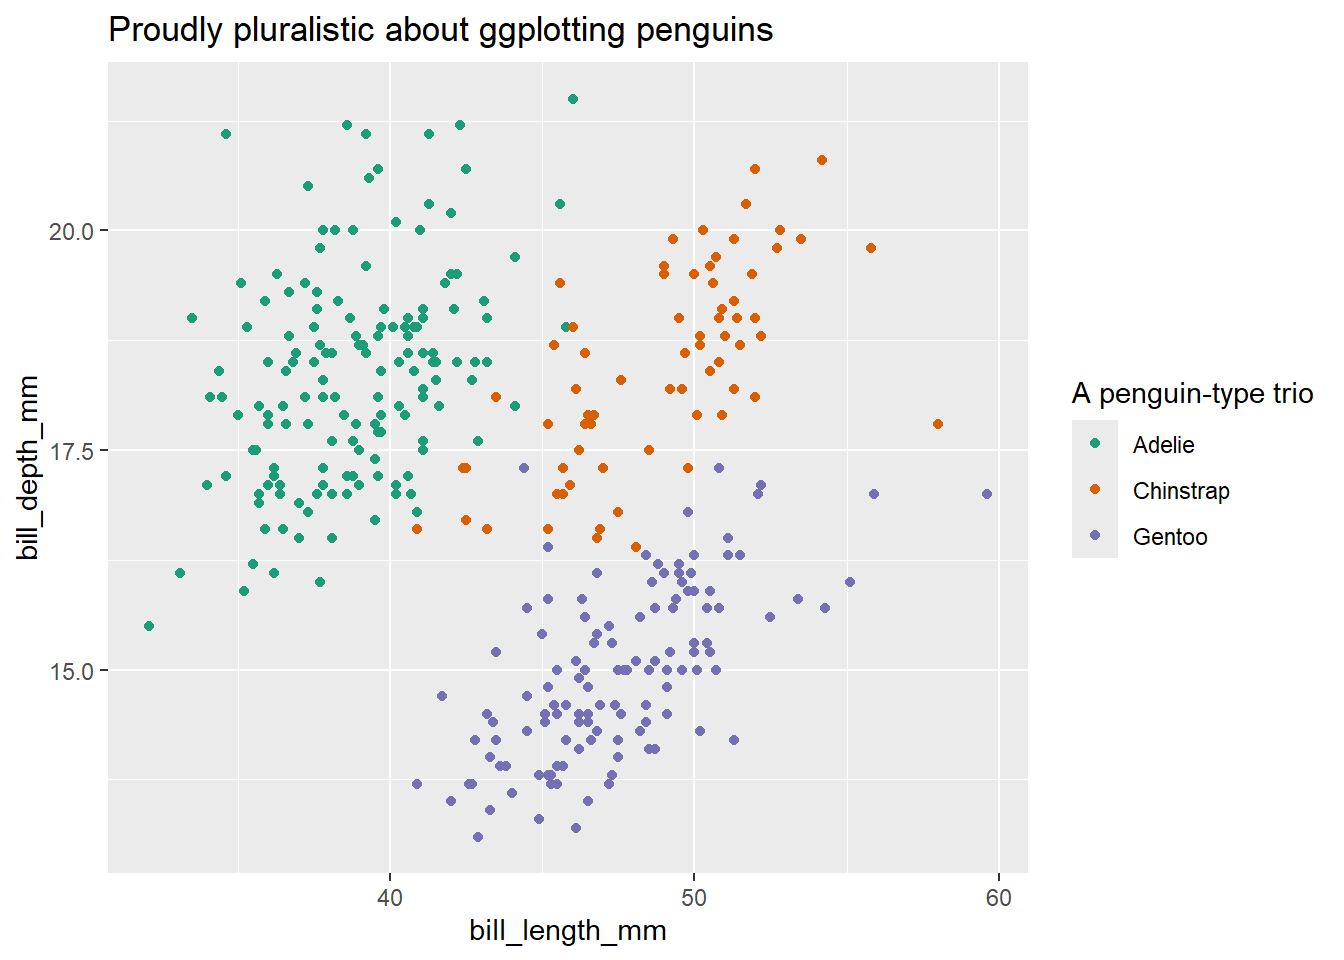 Proudly pluralistic about ggplotting penguins
20.0
17.5
15.0
bill_depth_mm
40
50
60
bill_length_mm
A penguin-type trio
Adelie
Chinstrap
Gentoo